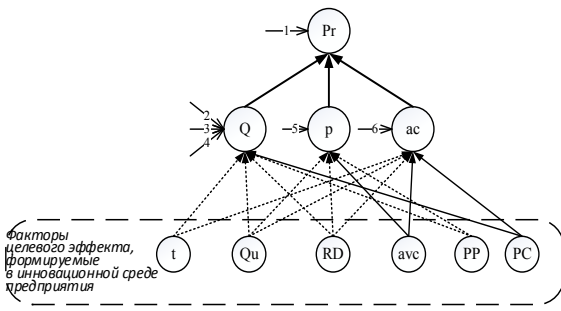 1 Pr
2
3 Q 5 p 6 ac
4
Факторы
целевого эффекта,
формируемые
в инновационной среде
предприятия
t Qu RD avc PP PC